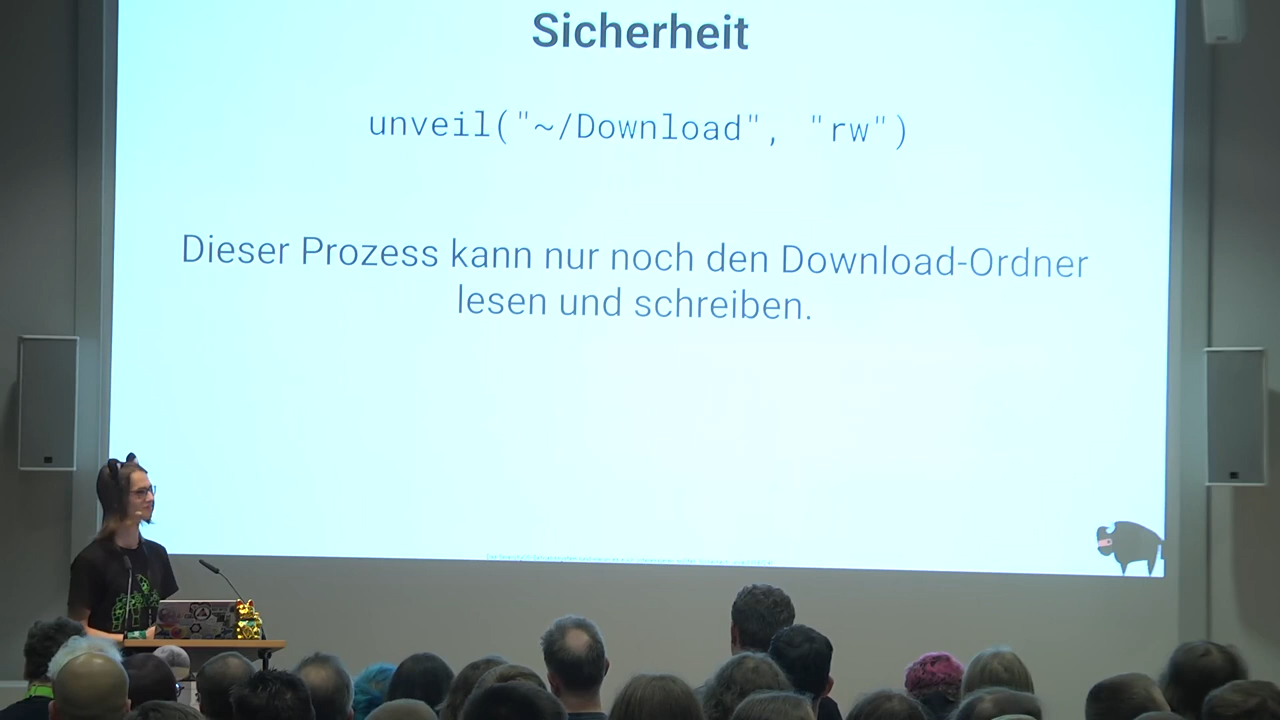 Sicherheit
unveil("~/Download", "rw")
Dieser Prozess kann nur noch den Download-Ordner
lesen und schreiben.